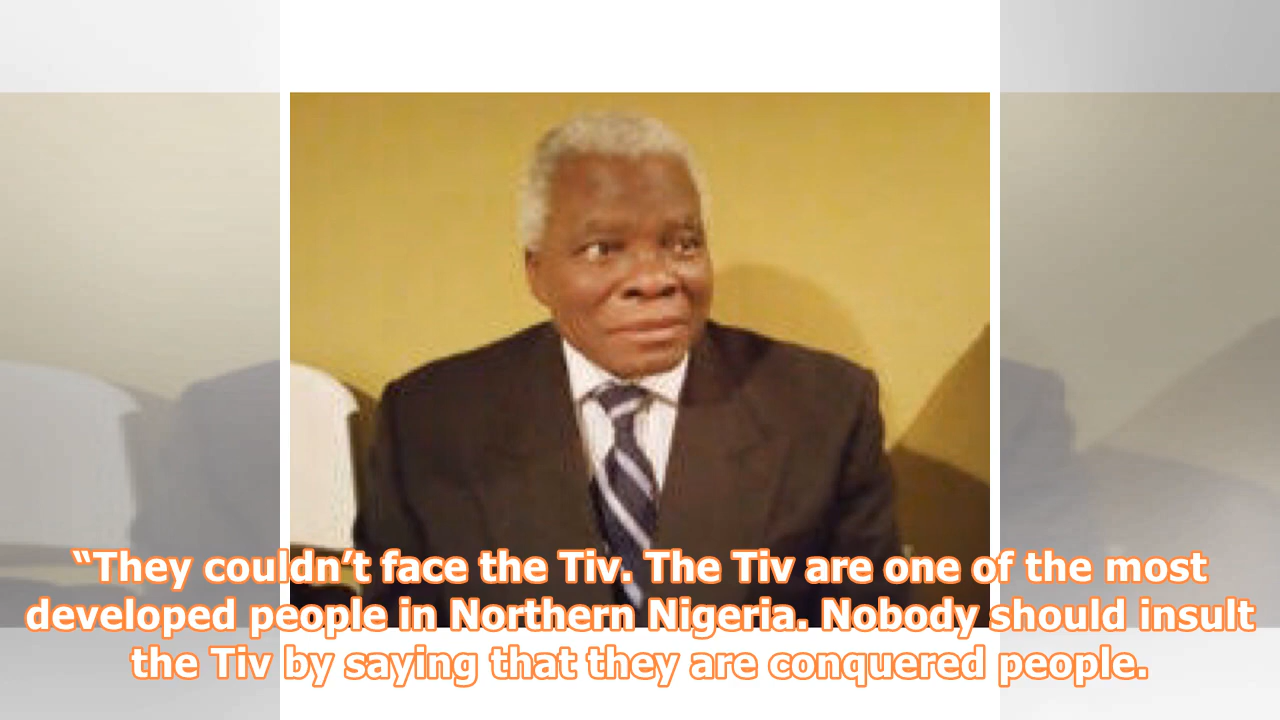 “They couldn’t face the Tiv. The Tiv are one of the most
developed people in Northern Nigeria. Nobody should insult
the Tiv by saying that they are conquered people.